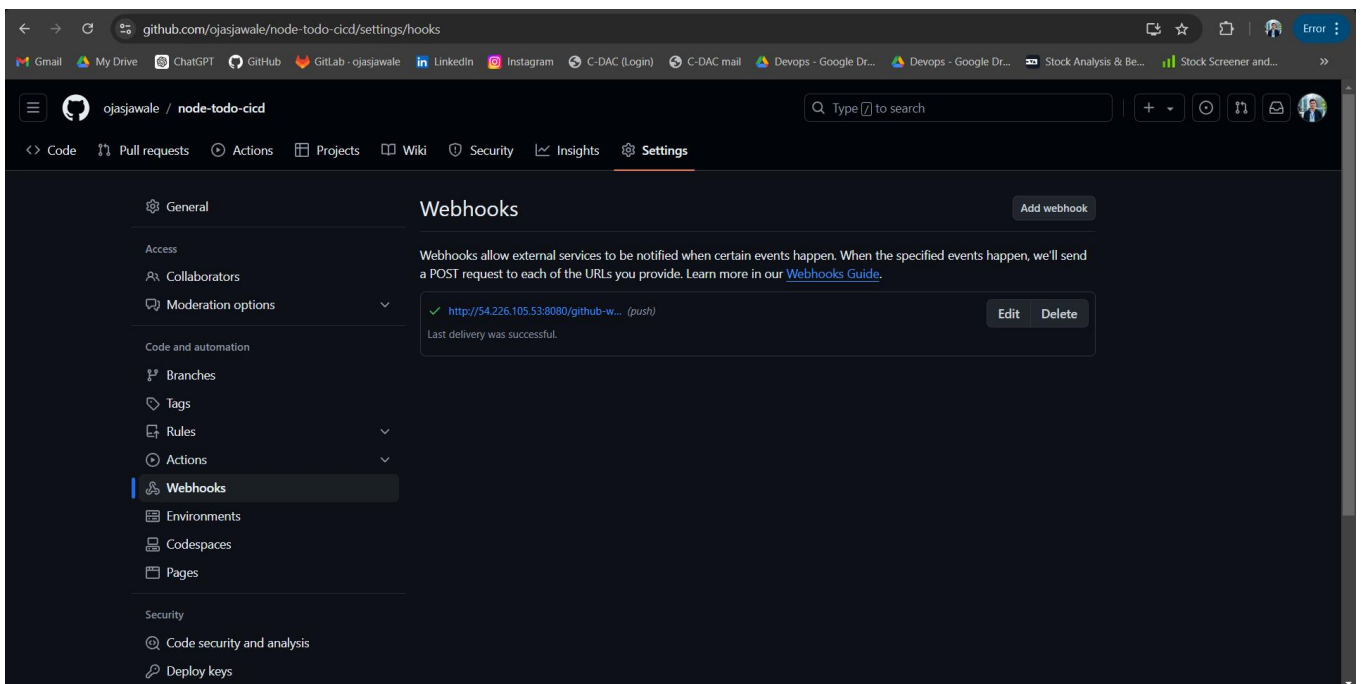 github.com/ojasjawale/node-todo-cicd/settings/hooks Error
Gmail My Drive ChatGPT GitHub GitLab - ojasjawale LinkedIn Instagram C-DAC (Login) C-DAC mail Devops - Google Dr... Devops - Google Dr... Stock Analysis & Be... Stock Screener and... »
ojasjawale / node-todo-cicd Type / to search
<> Code Pull requests Actions Projects Wiki Security Insights Settings
General
Access
Collaborators
Moderation options
Code and automation
Branches
Tags
Rules
Actions
Webhooks
Environments
Codespaces
Pages
Security
Code security and analysis
Deploy keys
Webhooks Add webhook
Webhooks allow external services to be notified when certain events happen. When the specified events happen, we'll send
a POST request to each of the URLs you provide. Learn more in our Webhooks Guide.
http://54.226.105.53:8080/github-w... (push) Edit Delete
Last delivery was successful.